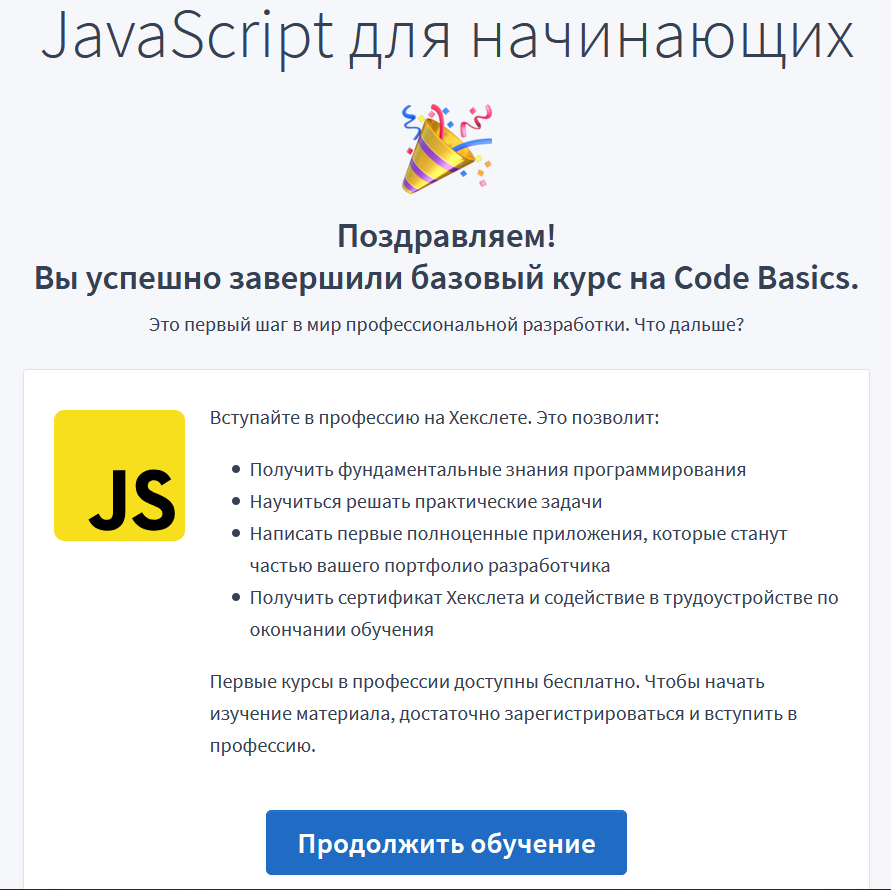 JavaScript для начинающих
Поздравляем!
Вы успешно завершили базовый курс на Code Basics.
Это первый шаг в мир профессиональной разработки. Что дальше?
Вступайте в профессию на Хекслете. Это позволит:
JS
Получить фундаментальные знания программирования
Научиться решать практические задачи
Написать первые полноценные приложения, которые станут
частью вашего портфолио разработчика
Получить сертификат Хекслета и содействие в трудоустройстве по
окончании обучения
Первые курсы в профессии доступны бесплатно. Чтобы начать
изучение материала, достаточно зарегистрироваться и вступить в
профессию.
Продолжить обучение